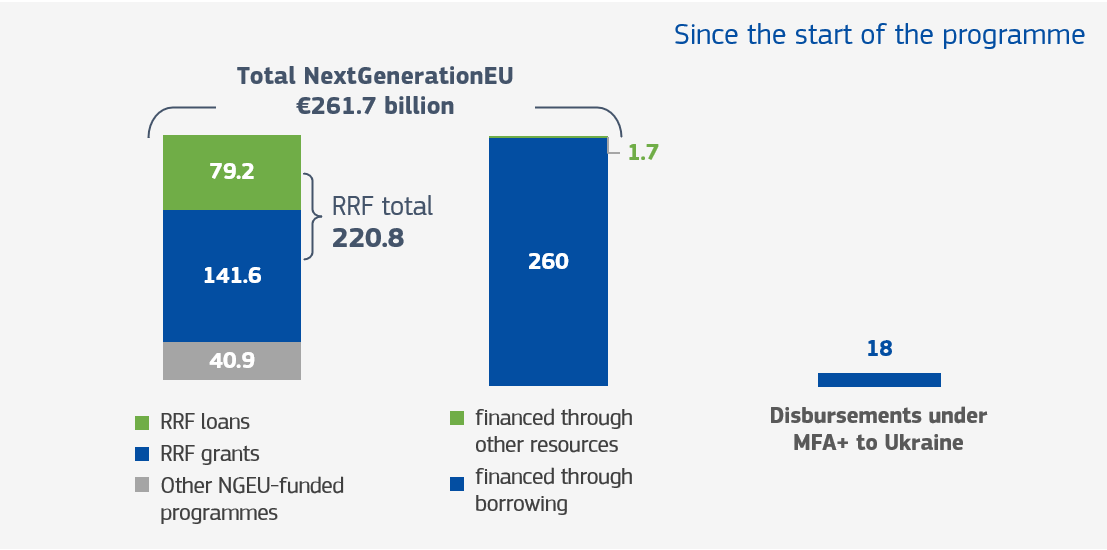 Since the start of the programme
Total NextGenerationEU
€261.7 billion
79.2
141.6
40.9
RRF total
220.8
1.7
260
18
RRF loans
RRF grants
Other NGEU-funded
programmes
financed through
other resources
financed through
borrowing
Disbursements under
MFA+ to Ukraine